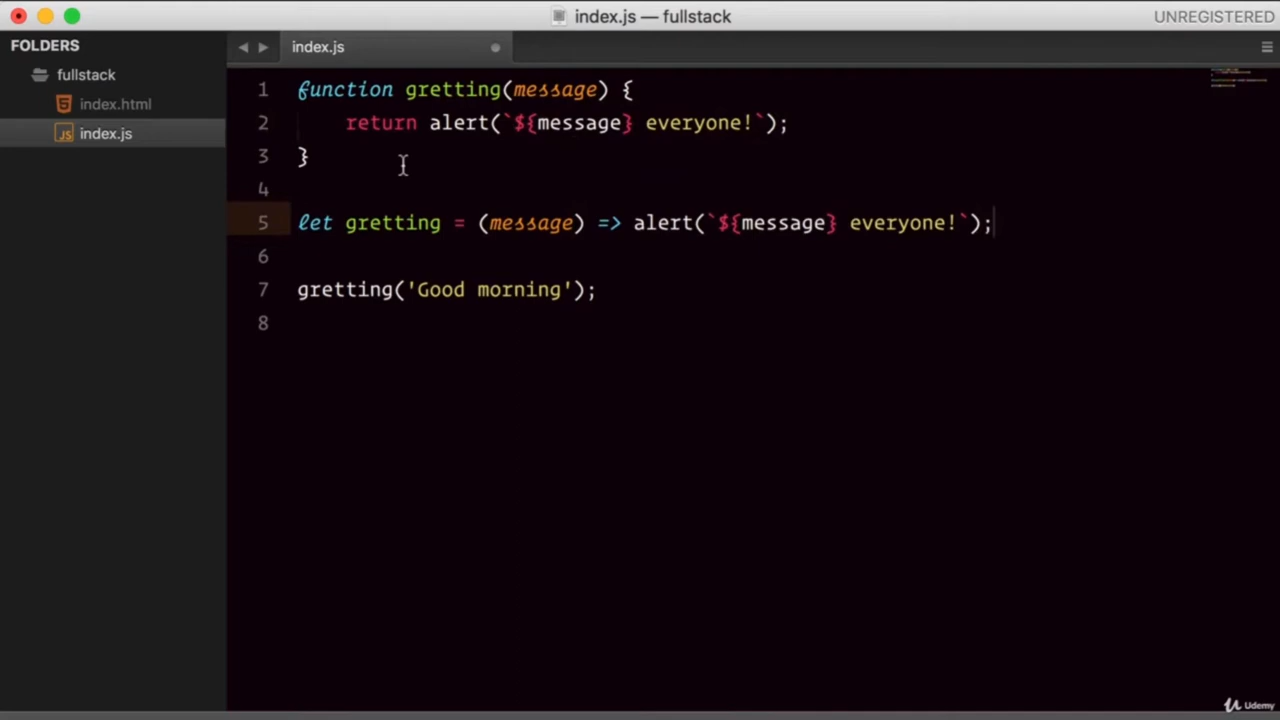 index.js — fullstack
UNREGISTERED
FOLDERS
fullstack
index.html
index.js
index.js
1 function gretting(message) {
2 return alert(`${message} everyone!`);
3 }
4
5 let gretting = (message) => alert(`${message} everyone!`);
6
7 gretting('Good morning');
8
Udemy